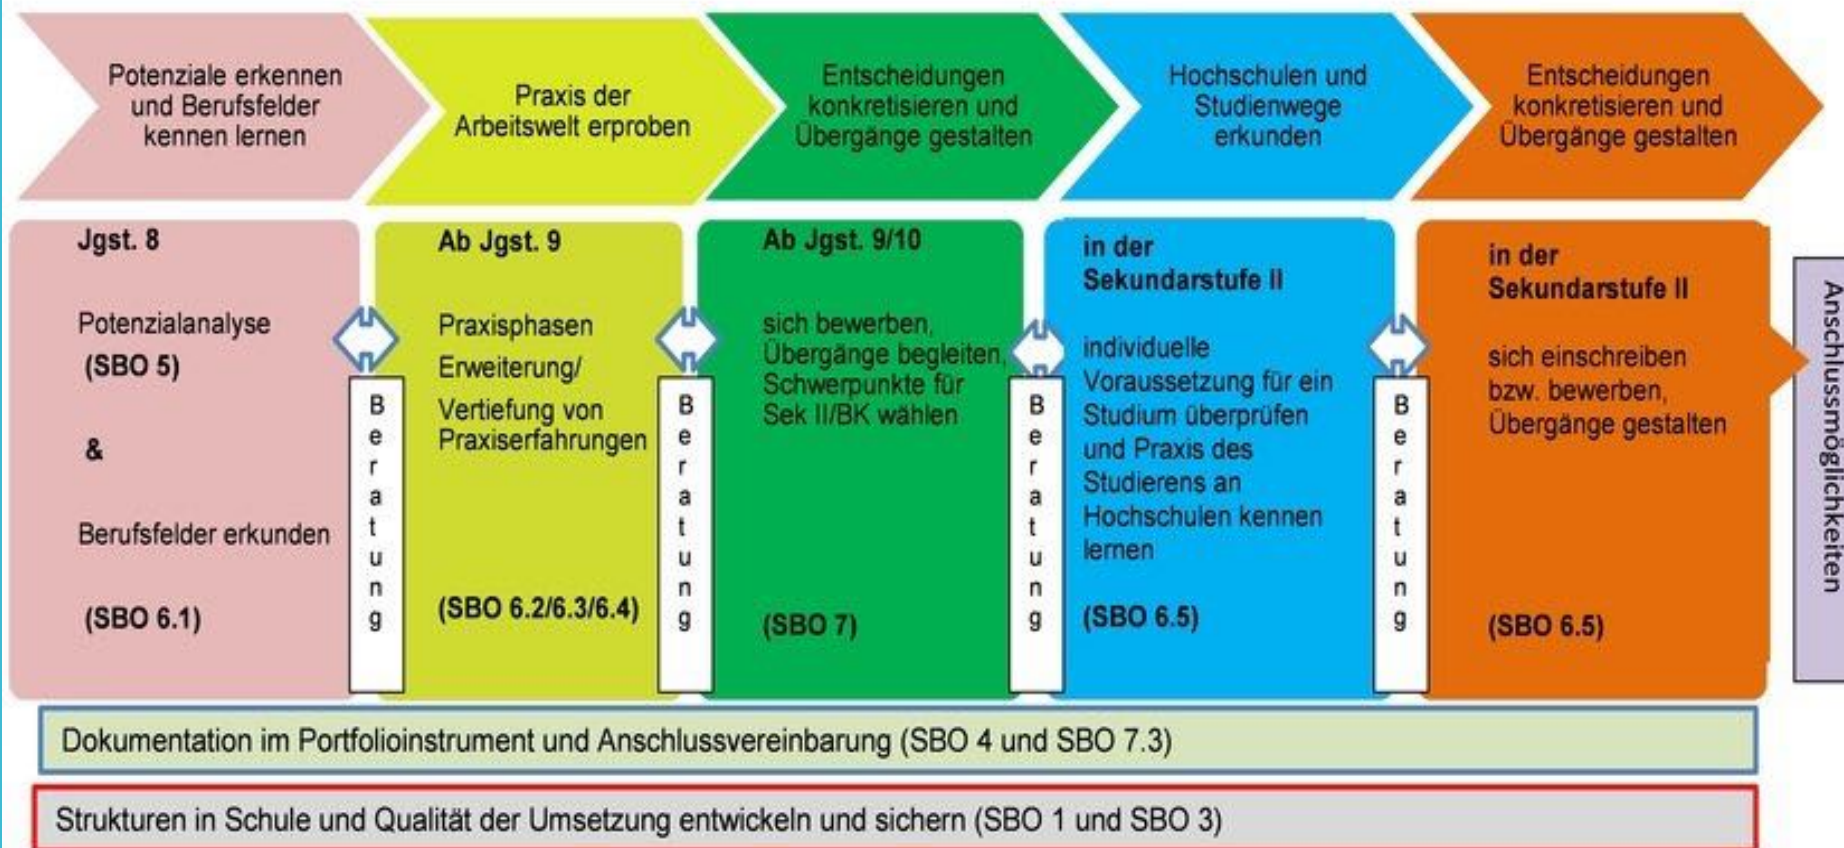 Potenziale erkennen
und Berufsfelder
kennen lernen
Praxis der
Arbeitswelt erproben
Entscheidungen
konkretisieren und
Übergänge gestalten
Hochschulen und
Studienwege
erkunden
Entscheidungen
konkretisieren und
Übergänge gestalten
Jgst. 8
Potenzialanalyse
(SBO 5)
&
Berufsfelder erkunden
(SBO 6.1)
Beratung
Ab Jgst. 9
Praxisphasen
Erweiterung/
Vertiefung von
Praxiserfahrungen
(SBO 6.2/6.3/6.4)
Beratung
Ab Jgst. 9/10
sich bewerben,
Übergänge begleiten,
Schwerpunkte für
Sek II/BK wählen
(SBO 7)
Beratung
in der
Sekundarstufe II
individuelle
Voraussetzung für ein
Studium überprüfen
und Praxis des
Studierens an
Hochschulen kennen
lernen
(SBO 6.5)
Beratung
in der
Sekundarstufe II
sich einschreiben
bzw. bewerben,
Übergänge gestalten
(SBO 6.5)
Anschlussmöglichkeiten
Dokumentation im Portfolioinstrument und Anschlussvereinbarung (SBO 4 und SBO 7.3)
Strukturen in Schule und Qualität der Umsetzung entwickeln und sichern (SBO 1 und SBO 3)